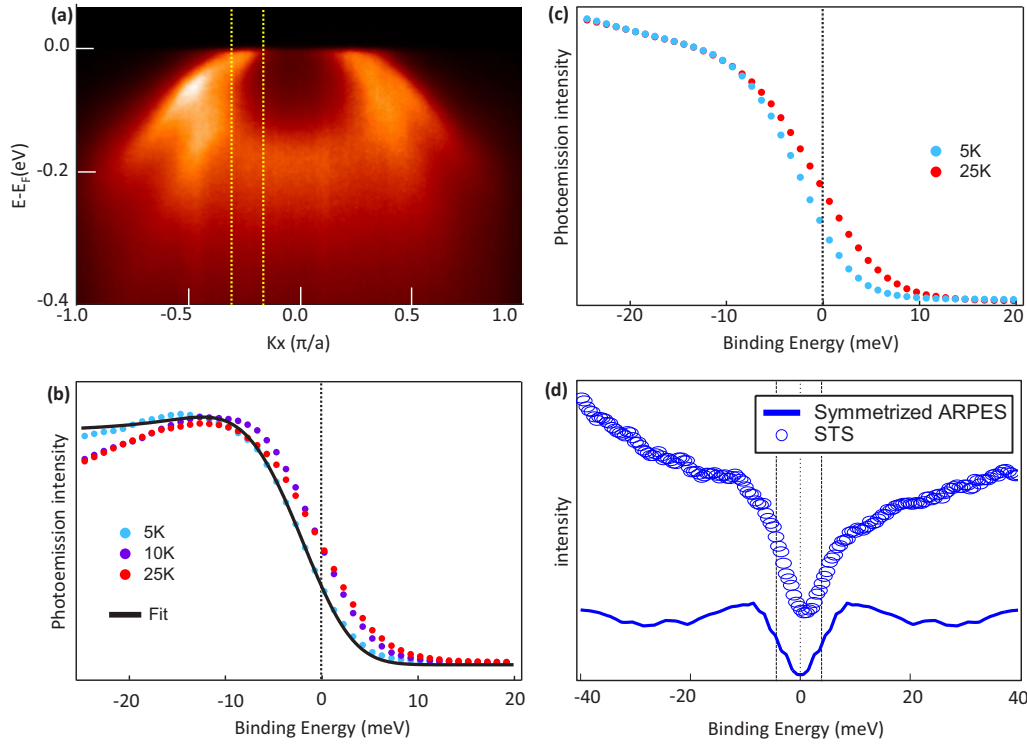 (a)
0.0
-0.2
-0.4
E-EF(eV)
-1.0 -0.5 0.0 0.5 1.0
Kx (π/a)
(c)
Photoemission intensity
5K
25K
-20 -10 0 10 20
Binding Energy (meV)
(b)
Photoemission intensity
5K
10K
25K
Fit
-20 -10 0 10 20
Binding Energy (meV)
(d)
Symmetrized ARPES
STS
intensity
-40 -20 0 20 40
Binding Energy (meV)